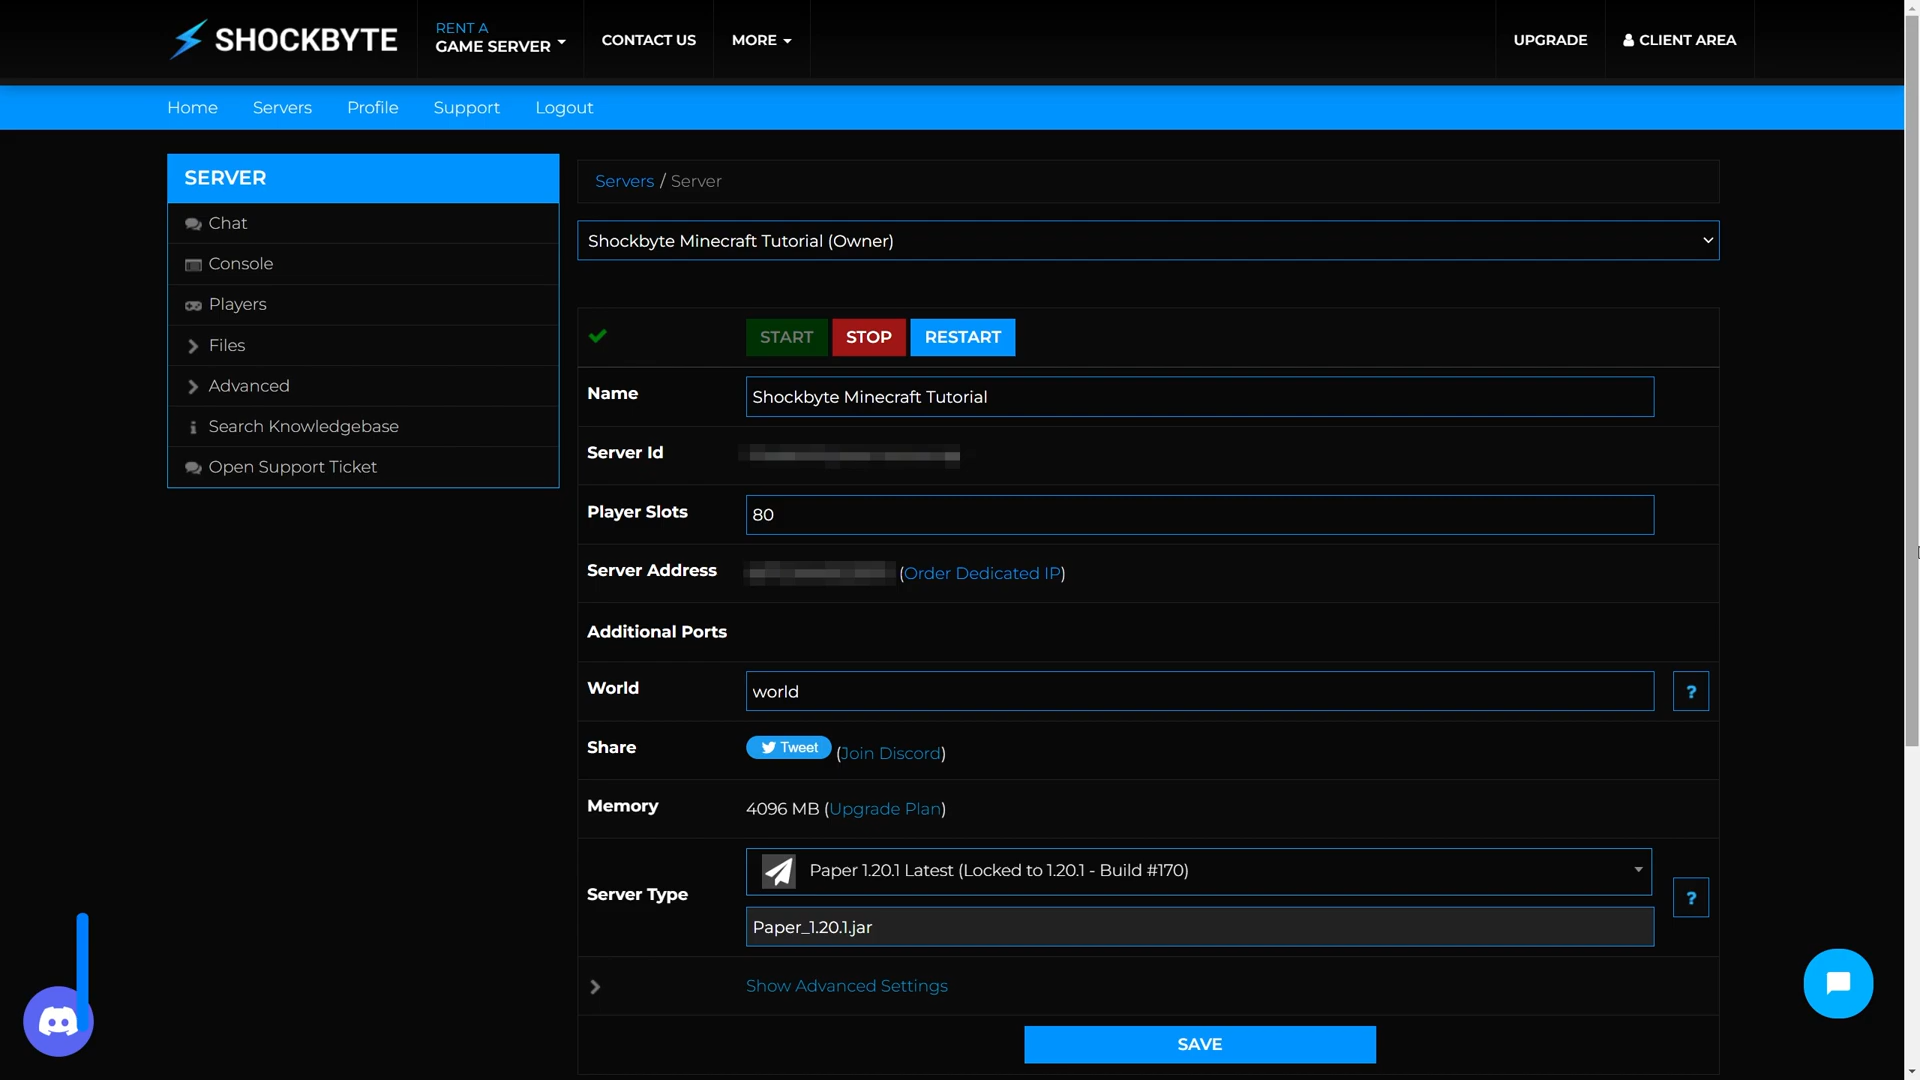 SHOCKBYTE
RENT A
GAME SERVER
CONTACT US
MORE
UPGRADE
CLIENT AREA
Home
Servers
Profile
Support
Logout
SERVER
Chat
Console
Players
Files
Advanced
Search Knowledgebase
Open Support Ticket
Servers / Server
Shockbyte Minecraft Tutorial (Owner)
START
STOP
RESTART
Name
Shockbyte Minecraft Tutorial
Server Id
Player Slots
80
Server Address
(Order Dedicated IP)
Additional Ports
World
world
?
Share
Tweet
(Join Discord)
Memory
4096 MB (Upgrade Plan)
Server Type
Paper 1.20.1 Latest (Locked to 1.20.1 - Build #170)
?
Paper_1.20.1.jar
Show Advanced Settings
SAVE